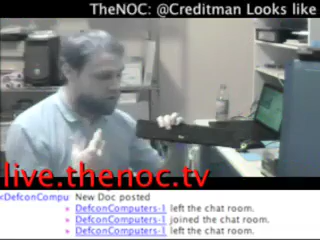 TheNOC: @Creditman Looks like
live.thenoc.tv
<DefconCompu New Doc posted
» DefconComputers-1 left the chat room.
» DefconComputers-1 joined the chat room.
» DefconComputers-1 left the chat room.